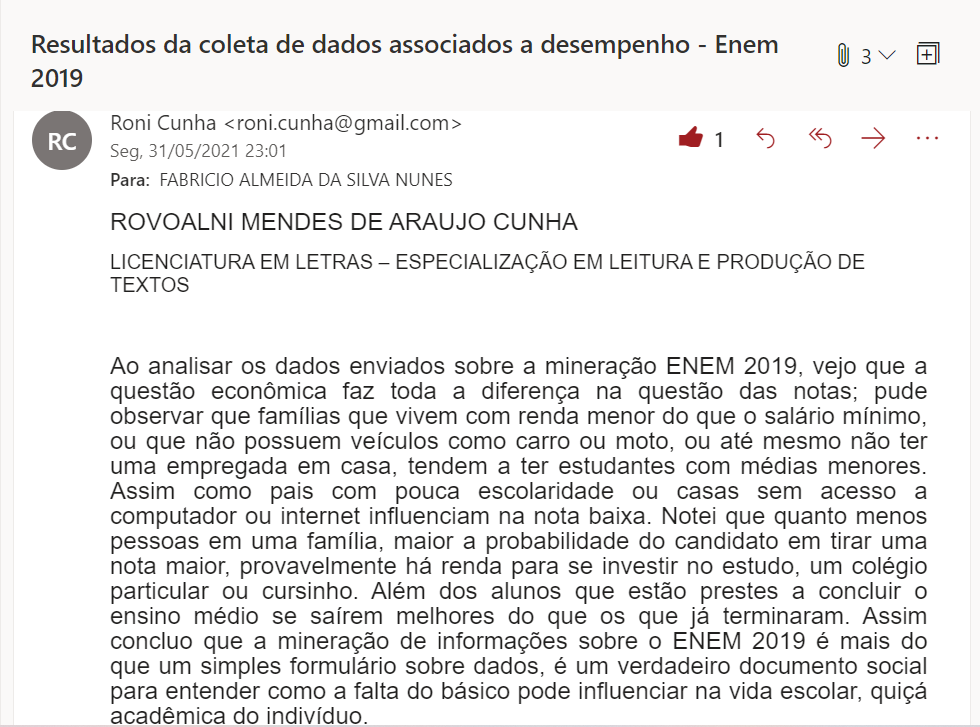 Resultados da coleta de dados associados a desempenho - Enem
2019
3
RC
Roni Cunha <roni.cunha@gmail.com>
1
Seg, 31/05/2021 23:01
Para: FABRICIO ALMEIDA DA SILVA NUNES
ROVOALNI MENDES DE ARAUJO CUNHA
LICENCIATURA EM LETRAS – ESPECIALIZAÇÃO EM LEITURA E PRODUÇÃO DE
TEXTOS
Ao analisar os dados enviados sobre a mineração ENEM 2019, vejo que a
questão econômica faz toda a diferença na questão das notas; pude
observar que famílias que vivem com renda menor do que o salário mínimo,
ou que não possuem veículos como carro ou moto, ou até mesmo não ter
uma empregada em casa, tendem a ter estudantes com médias menores.
Assim como pais com pouca escolaridade ou casas sem acesso a
computador ou internet influenciam na nota baixa. Notei que quanto menos
pessoas em uma família, maior a probabilidade do candidato em tirar uma
nota maior, provavelmente há renda para se investir no estudo, um colégio
particular ou cursinho. Além dos alunos que estão prestes a concluir o
ensino médio se saírem melhores do que os que já terminaram. Assim
concluo que a mineração de informações sobre o ENEM 2019 é mais do
que um simples formulário sobre dados, é um verdadeiro documento social
para entender como a falta do básico pode influenciar na vida escolar, quiçá
acadêmica do indivíduo.